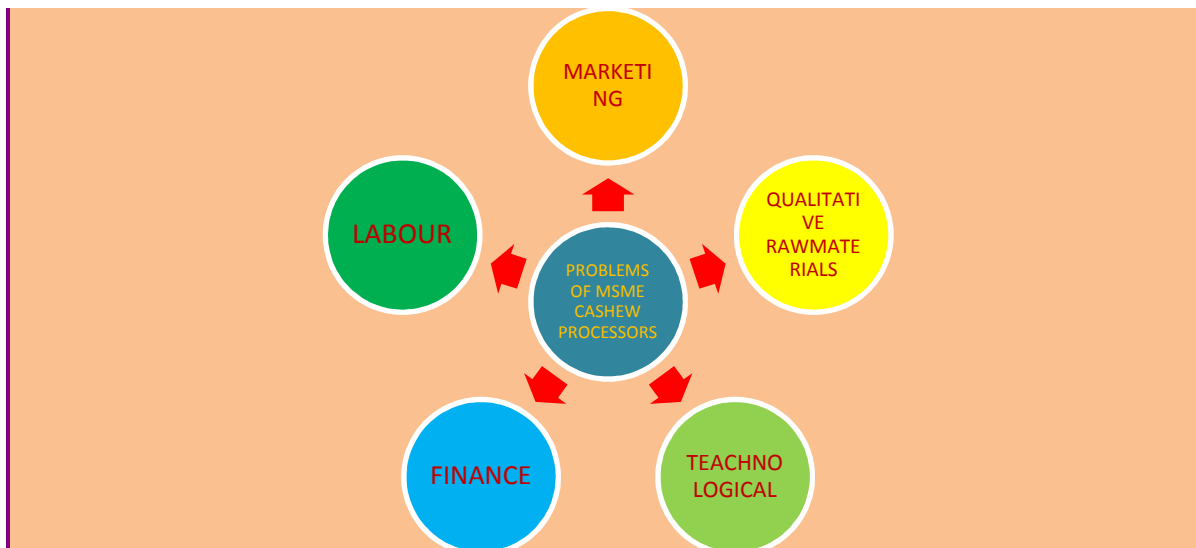 MARKETI
NG
LABOUR
QUALITATI
VE
RAWMATE
RIALS
PROBLEMS
OF MSME
CASHEW
PROCESSORS
FINANCE
TEACHNO
LOGICAL